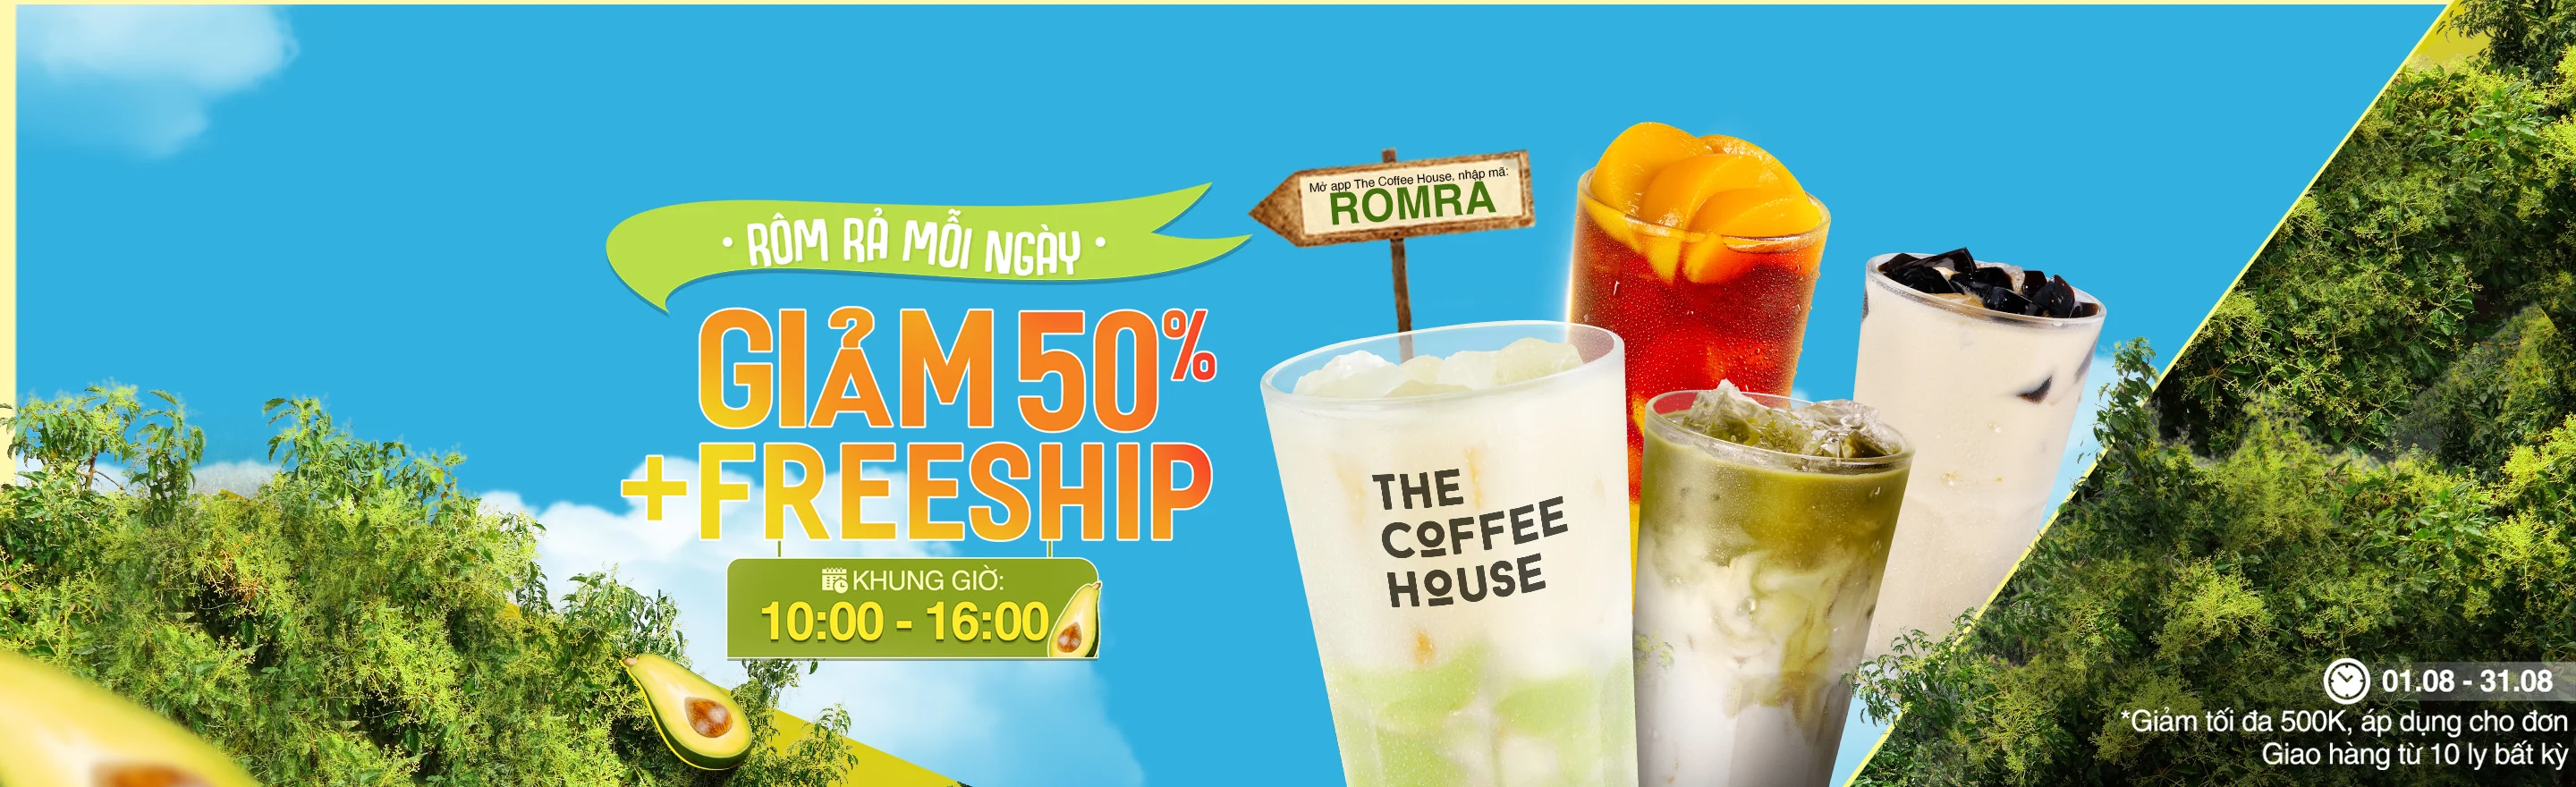 • RÔM RẢ MỖI NGÀY •
GIẢM 50%
+FREESHIP
KHUNG GIỜ:
10:00 - 16:00
Mở app The Coffee House, nhập mã:
ROMRA
THE
COFFEE
HOUSE
01.08 - 31.08
*Giảm tối đa 500K, áp dụng cho đơn
Giao hàng từ 10 ly bất kỳ